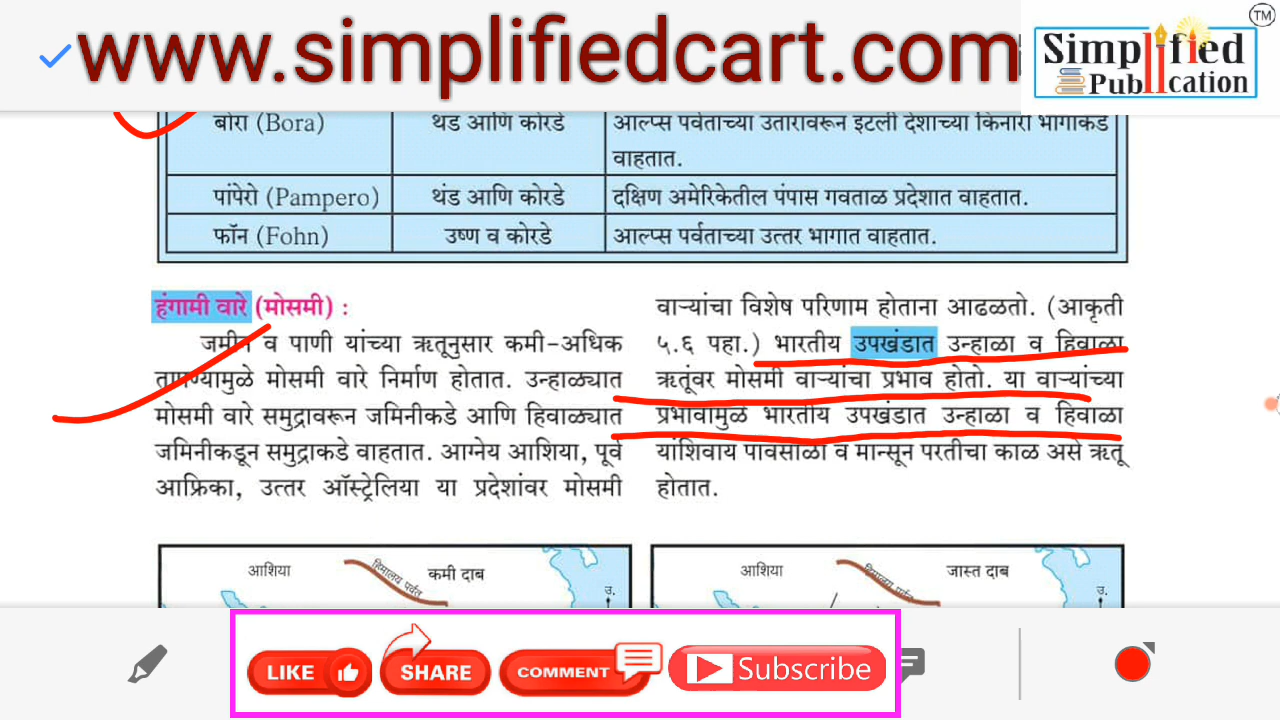 www.simplifiedcart.com
TM
Simplified
Publication
बोरा (Bora) थंड आणि कोरडे आल्प्स पर्वताच्या उतारावरून इटली देशाच्या किनारी भागाकडे
वाहतात.
पांपेरो (Pampero) थंड आणि कोरडे दक्षिण अमेरिकेतील पंपास गवताळ प्रदेशात वाहतात.
फॉन (Fohn) उष्ण व कोरडे आल्प्स पर्वताच्या उत्तर भागात वाहतात.
हंगामी वारे (मोसमी) :
जमीन व पाणी यांच्या ऋतूनुसार कमी-अधिक
तापण्यामुळे मोसमी वारे निर्माण होतात. उन्हाळ्यात
मोसमी वारे समुद्रावरून जमिनीकडे आणि हिवाळ्यात
जमिनीकडून समुद्राकडे वाहतात. आग्नेय आशिया, पूर्व
आफ्रिका, उत्तर ऑस्ट्रेलिया या प्रदेशांवर मोसमी
वाऱ्यांचा विशेष परिणाम होताना आढळतो. (आकृती
५.६ पहा.) भारतीय उपखंडात उन्हाळा व हिवाळा
ऋतूंवर मोसमी वाऱ्यांचा प्रभाव होतो. या वाऱ्यांच्या
प्रभावामुळे भारतीय उपखंडात उन्हाळा व हिवाळा
यांशिवाय पावसाळा व मान्सून परतीचा काळ असे ऋतू
होतात.
आशिया
हिमालय पर्वत
कमी दाब
उ.
आशिया
हिमालय पर्वत
जास्त दाब
उ.
LIKE
SHARE
COMMENT
Subscribe